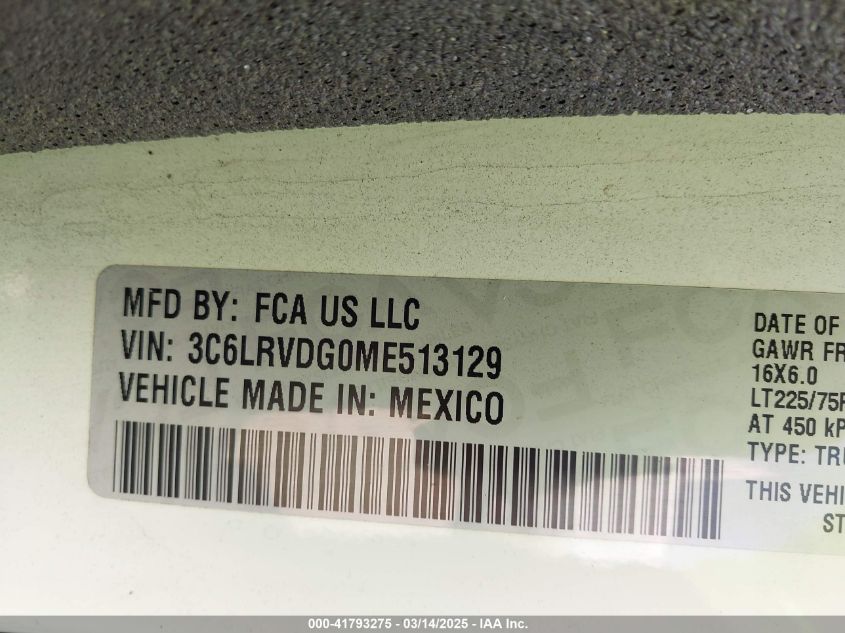 MFD BY: FCA US LLC
VIN: 3C6LRVDG0ME513129
VEHICLE MADE IN: MEXICO
DATE OF
GAWR FR
16X6.0
LT225/75R
AT 450 kP
TYPE: TRU
THIS VEHI
ST
000-41793275 - 03/14/2025 - IAA Inc.